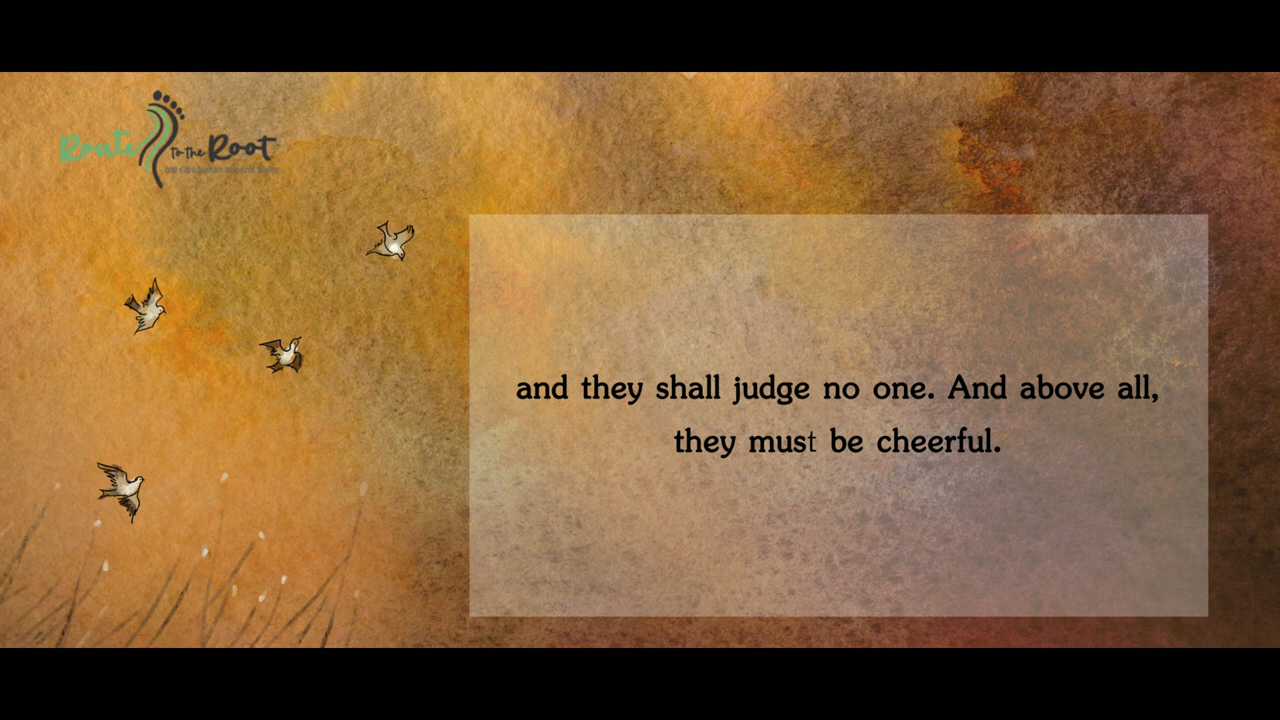 Route to the Root
and they shall judge no one. And above all,
they must be cheerful.